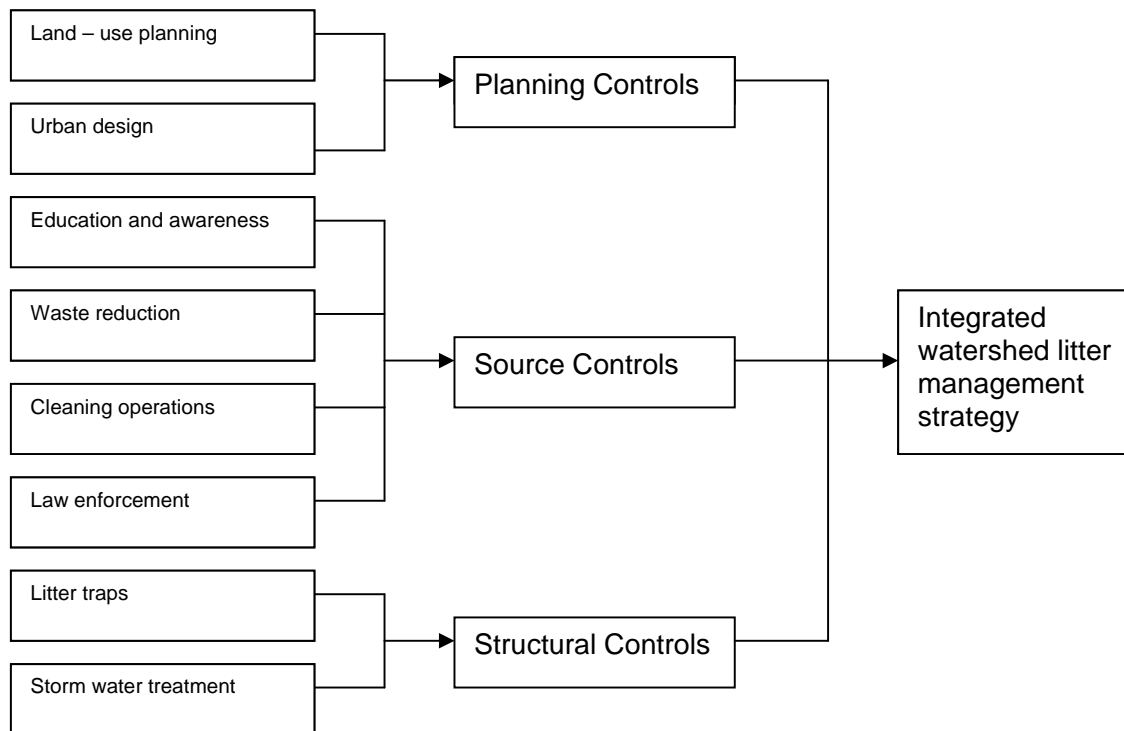 Land – use planning
Urban design
Education and awareness
Waste reduction
Cleaning operations
Law enforcement
Litter traps
Storm water treatment
Planning Controls
Source Controls
Structural Controls
Integrated
watershed litter
management
strategy